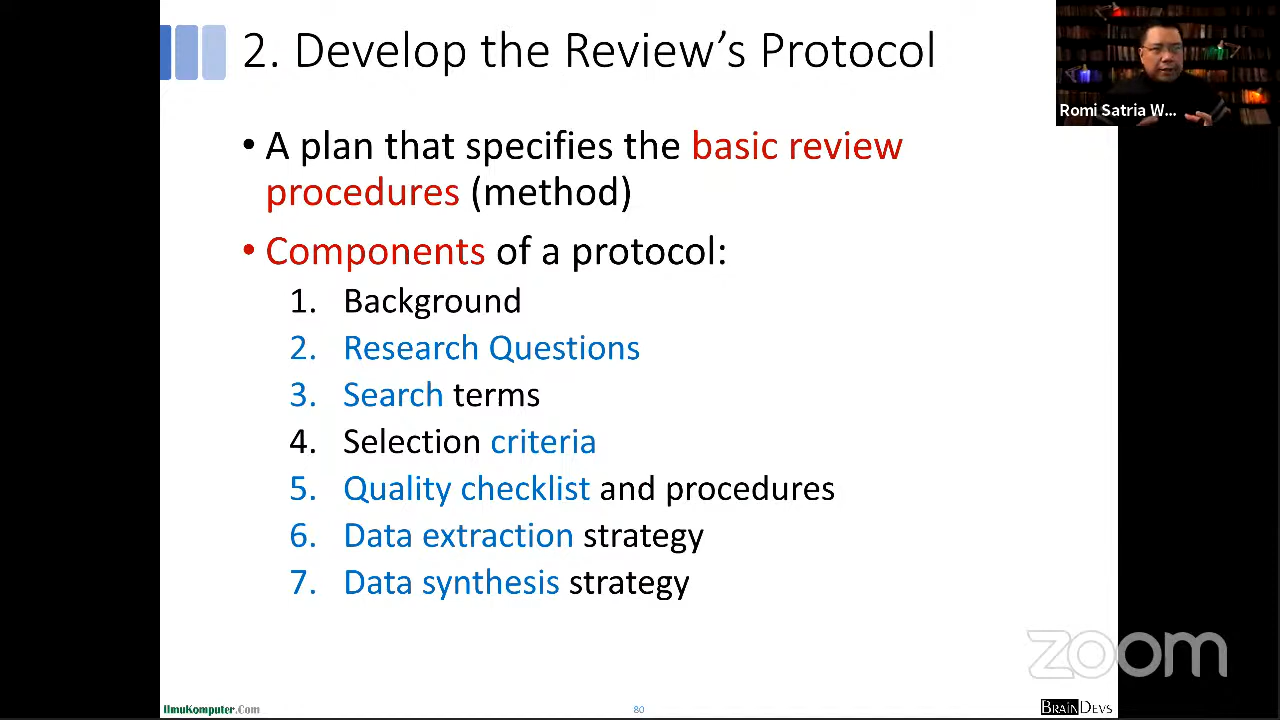 2. Develop the Review’s Protocol
Romi Satria W...
• A plan that specifies the basic review
procedures (method)
• Components of a protocol:
1. Background
2. Research Questions
3. Search terms
4. Selection criteria
5. Quality checklist and procedures
6. Data extraction strategy
7. Data synthesis strategy
zoom
IlmuKomputer.Com
80
BRAINDEVS